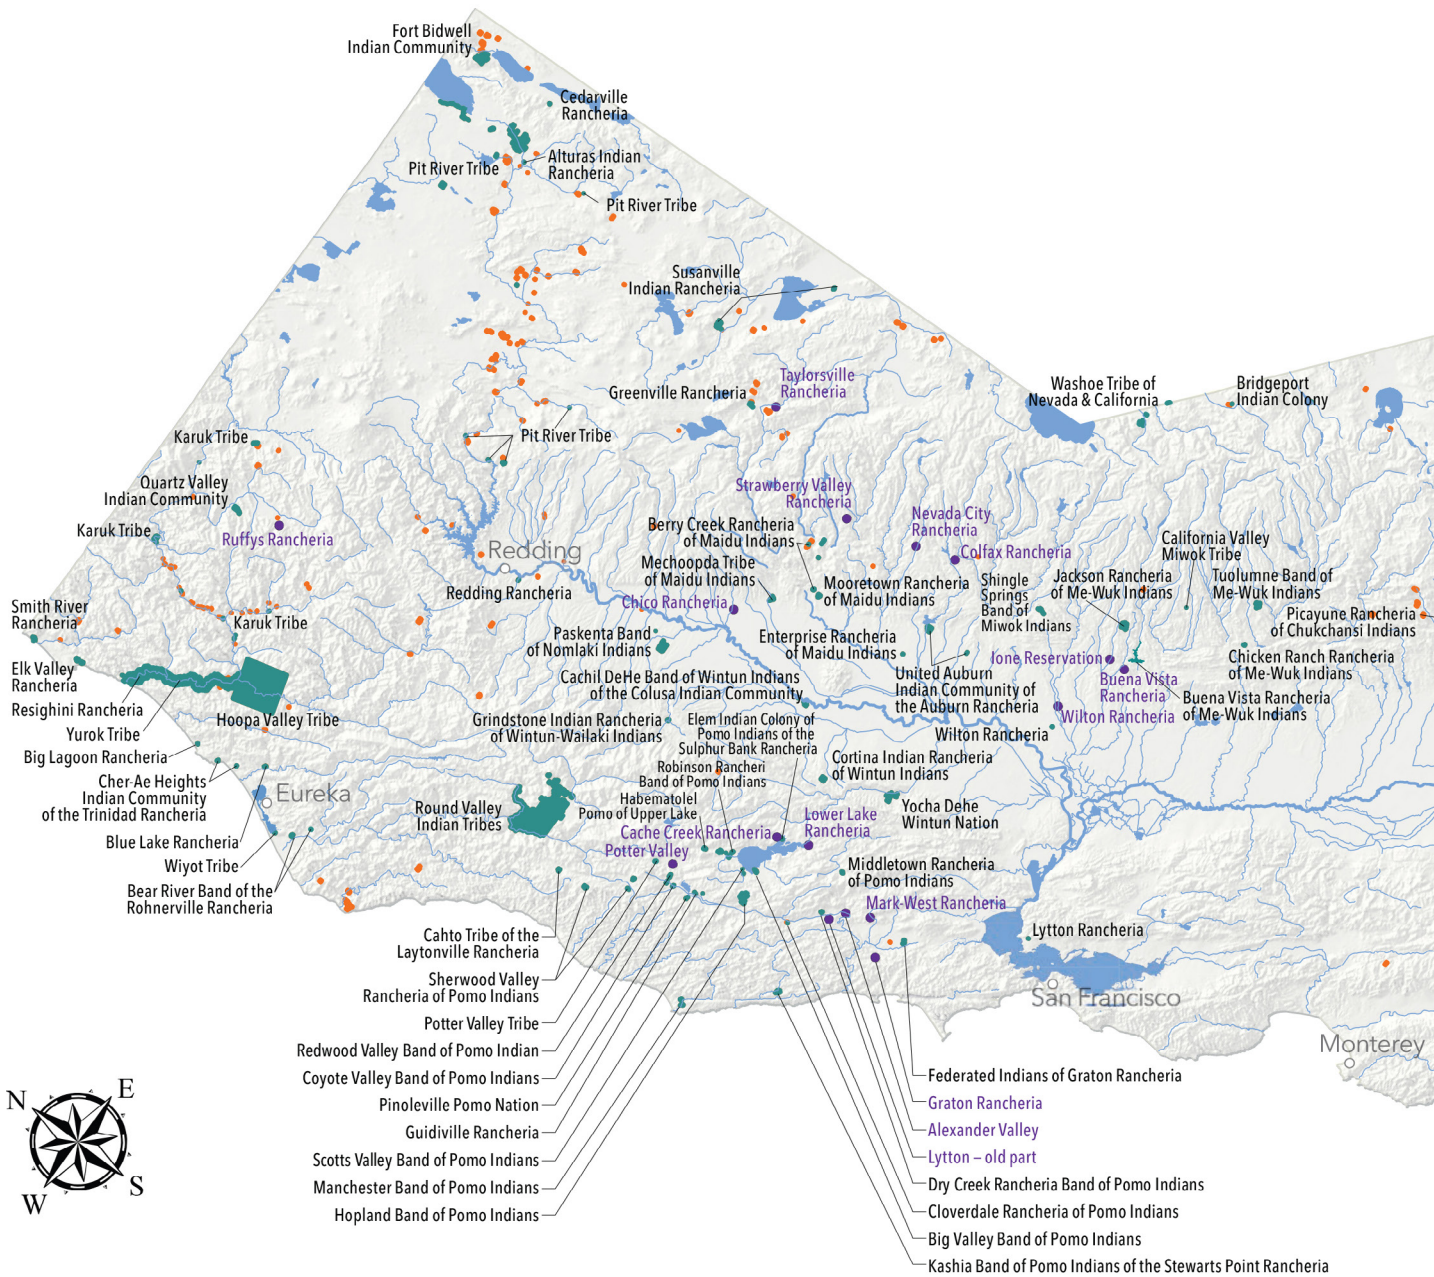 Fort Bidwell
Indian Community
Cedarville
Rancheria
Pit River Tribe
Alturas Indian
Rancheria
Pit River Tribe
Susanville
Indian Rancheria
Greenville Rancheria
Taylorsville
Rancheria
Washoe Tribe of
Nevada & California
Bridgeport
Indian Colony
Karuk Tribe
Pit River Tribe
Quartz Valley
Indian Community
Strawberry Valley
Rancheria
Nevada City
Rancheria
Karuk Tribe
Ruffys Rancheria
Redding
Berry Creek Rancheria
of Maidu Indians
Colfax Rancheria
California Valley
Miwok Tribe
Mechoopda Tribe
of Maidu Indians
Redding Rancheria
Mooretown Rancheria
of Maidu Indians
Shingle
Springs
Band of
Miwok Indians
Jackson Rancheria
of Me-Wuk Indians
Tuolumne Band of
Me-Wuk Indians
Smith River
Rancheria
Karuk Tribe
Chico Rancheria
Picayune Rancheria
of Chukchansi Indians
Paskenta Band
of Nomlaki Indians
Enterprise Rancheria
of Maidu Indians
Elk Valley
Rancheria
Ione Reservation
Chicken Ranch Rancheria
of Me-Wuk Indians
Cachil DeHe Band of Wintun Indians
of the Colusa Indian Community
United Auburn
Indian Community of
the Auburn Rancheria
Buena Vista
Rancheria
Buena Vista Rancheria
of Me-Wuk Indians
Resighini Rancheria
Hoopa Valley Tribe
Yurok Tribe
Grindstone Indian Rancheria
of Wintun-Wailaki Indians
Elem Indian Colony of
Pomo Indians of the
Sulphur Bank Rancheria
Wilton Rancheria
Wilton Rancheria
Big Lagoon Rancheria
Cher-Ae Heights
Indian Community
of the Trinidad Rancheria
Eureka
Robinson Rancheri
Band of Pomo Indians
Cortina Indian Rancheria
of Wintun Indians
Round Valley
Indian Tribes
Habematolel
Pomo of Upper Lake
Yocha Dehe
Wintun Nation
Blue Lake Rancheria
Cache Creek Rancheria
Lower Lake
Rancheria
Potter Valley
Wiyot Tribe
Middletown Rancheria
of Pomo Indians
Bear River Band of the
Rohnerville Rancheria
Mark-West Rancheria
Cahto Tribe of the
Laytonville Rancheria
Lytton Rancheria
Sherwood Valley
Rancheria of Pomo Indians
San Francisco
Potter Valley Tribe
Redwood Valley Band of Pomo Indian
Monterey
Coyote Valley Band of Pomo Indians
Pinoleville Pomo Nation
Guidiville Rancheria
Scotts Valley Band of Pomo Indians
Manchester Band of Pomo Indians
Hopland Band of Pomo Indians
Federated Indians of Graton Rancheria
Graton Rancheria
Alexander Valley
Lytton – old part
Dry Creek Rancheria Band of Pomo Indians
Cloverdale Rancheria of Pomo Indians
Big Valley Band of Pomo Indians
Kashia Band of Pomo Indians of the Stewarts Point Rancheria
N
E
W
S